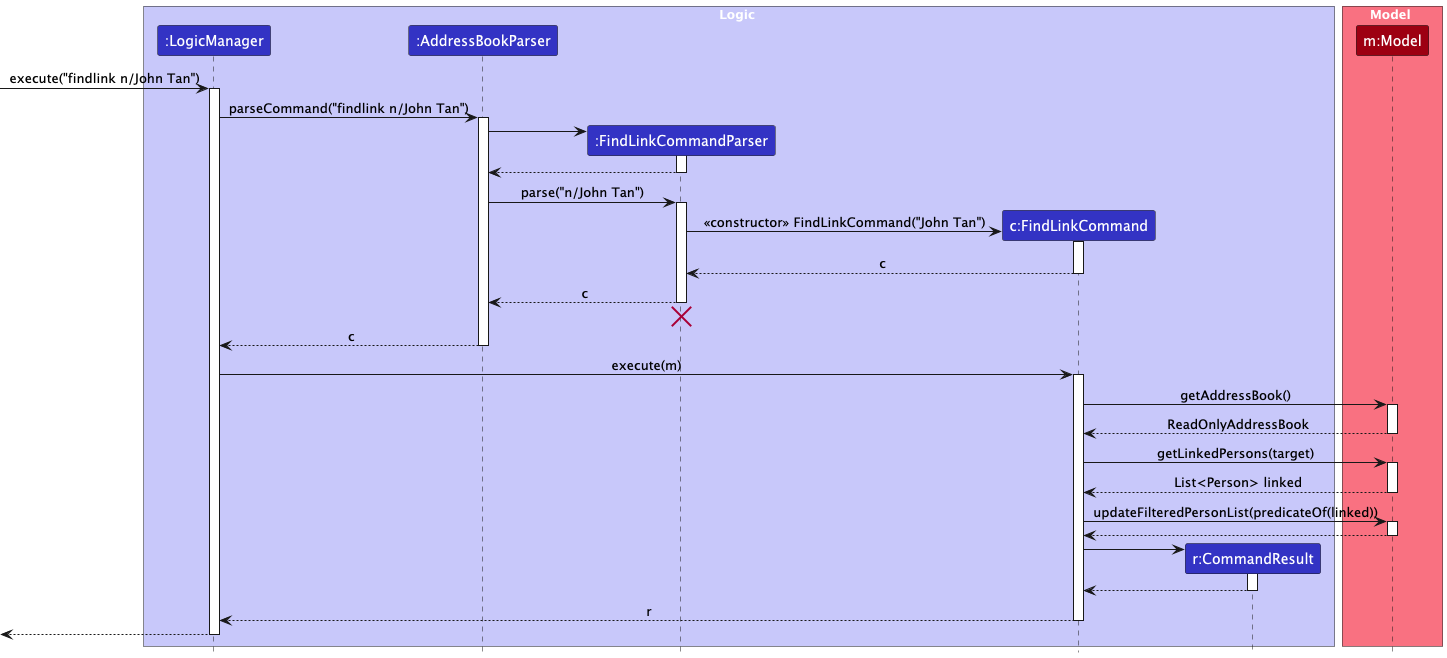 Logic
Model
:LogicManager
:AddressBookParser
m:Model
execute("findlink n/John Tan")
parseCommand("findlink n/John Tan")
:FindLinkCommandParser
parse("n/John Tan")
«constructor» FindLinkCommand("John Tan")
c:FindLinkCommand
c
c
c
execute(m)
getAddressBook()
ReadOnlyAddressBook
getLinkedPersons(target)
List<Person> linked
updateFilteredPersonList(predicateOf(linked))
r:CommandResult
r